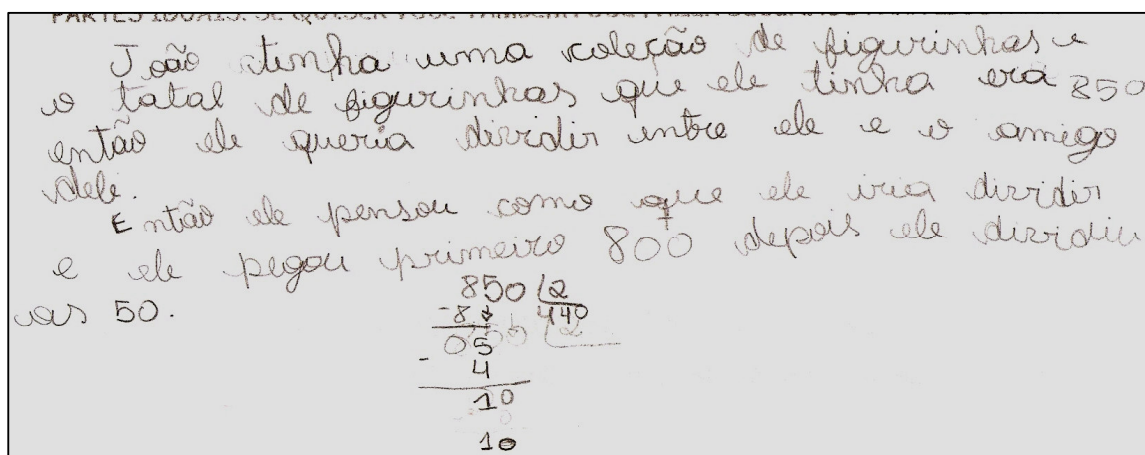 João tinha uma coleção de figurinhas e
o tatal de figurinhas que ele tinha era 850
então ele queria dividir entre ele e o amigo
dele.
Então ele pensou como que ele iria dividir
e ele pegou primeiro 800 depois ele dividiu
os 50.
850 2
-8 440
05
- 4
10
10